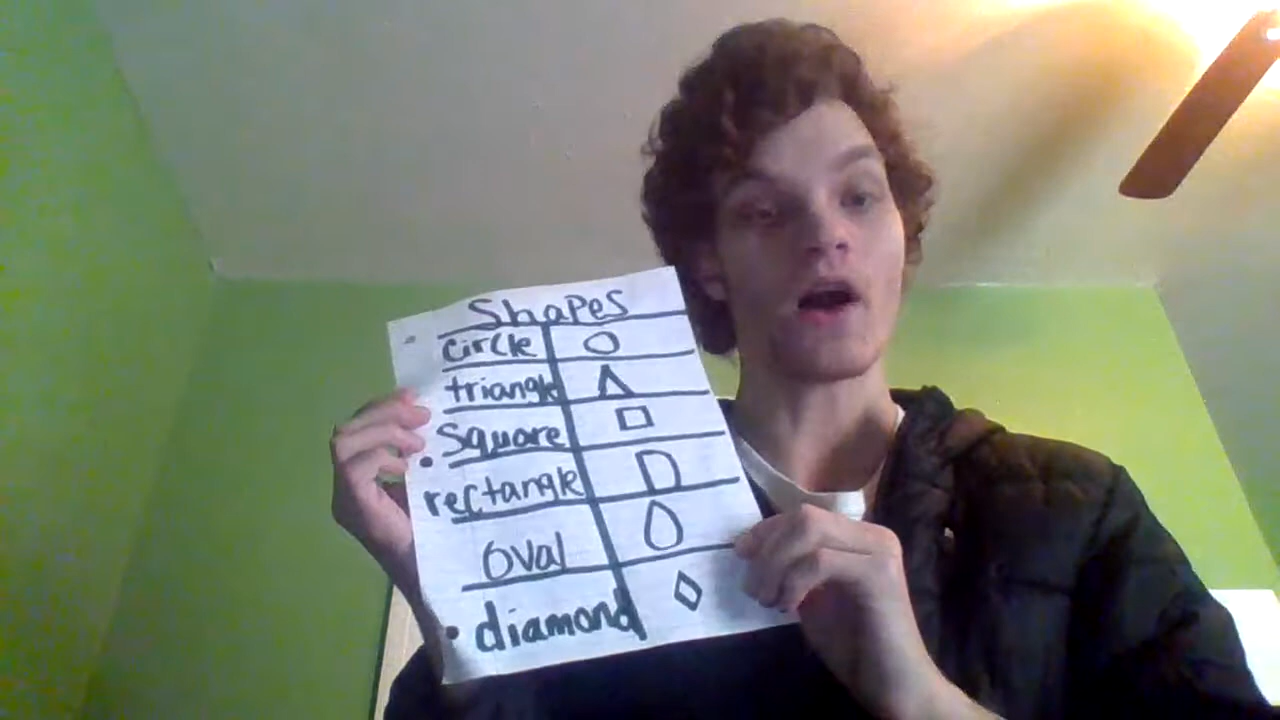 Shapes
circle
triangle
• square
rectangle
oval
• diamond